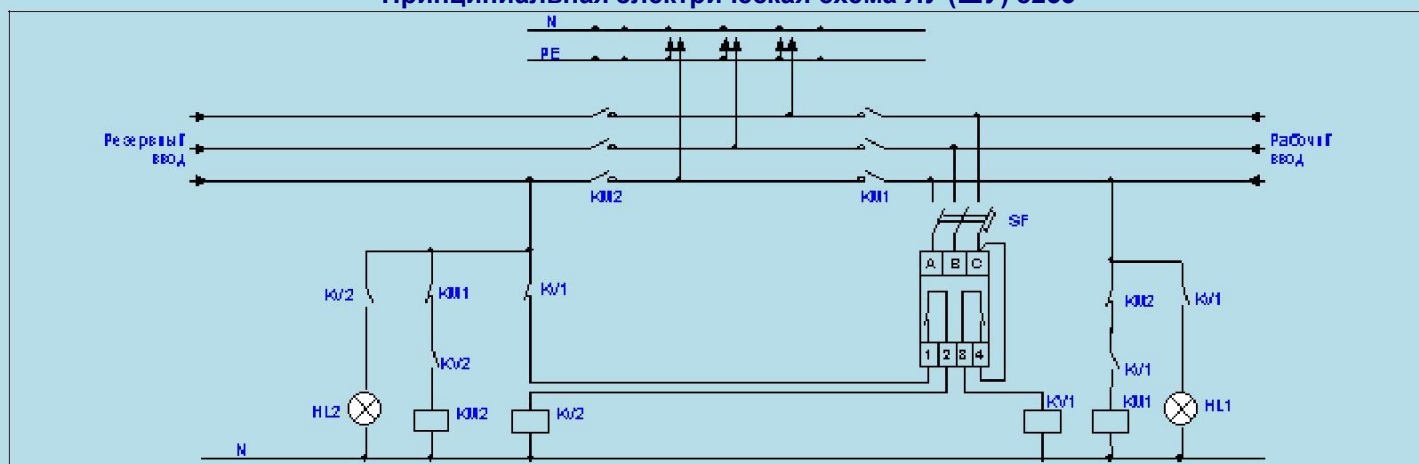 N
PE
Резервный
ввод
Рабочий
ввод
KM2
KM1
SF
A B C
KV2
KM1
KV1
KM2
KV1
1 2 3 4
KV2
KV1
HL2
KM2
KV2
KV1
KM1
HL1
N